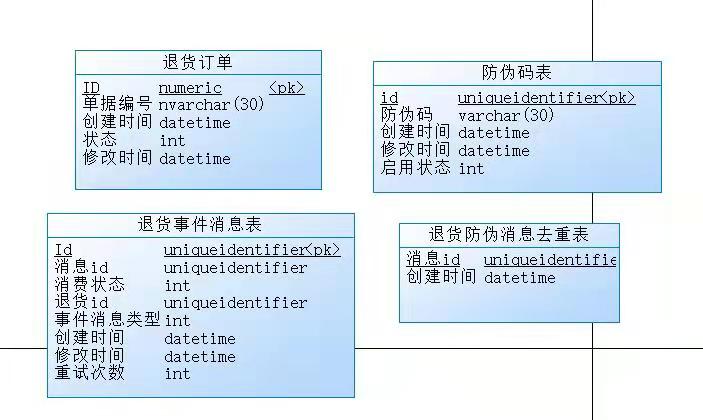 退货订单
ID numeric <pk>
单据编号 nvarchar(30)
创建时间 datetime
状态 int
修改时间 datetime
防伪码表
id uniqueidentifier<pk>
防伪码 varchar(30)
创建时间 datetime
修改时间 datetime
启用状态 int
退货事件消息表
Id uniqueidentifier<pk>
消息id uniqueidentifier
消费状态 int
退货id uniqueidentifier
事件消息类型 int
创建时间 datetime
修改时间 datetime
重试次数 int
退货防伪消息去重表
消息id uniqueidentifie
创建时间 datetime